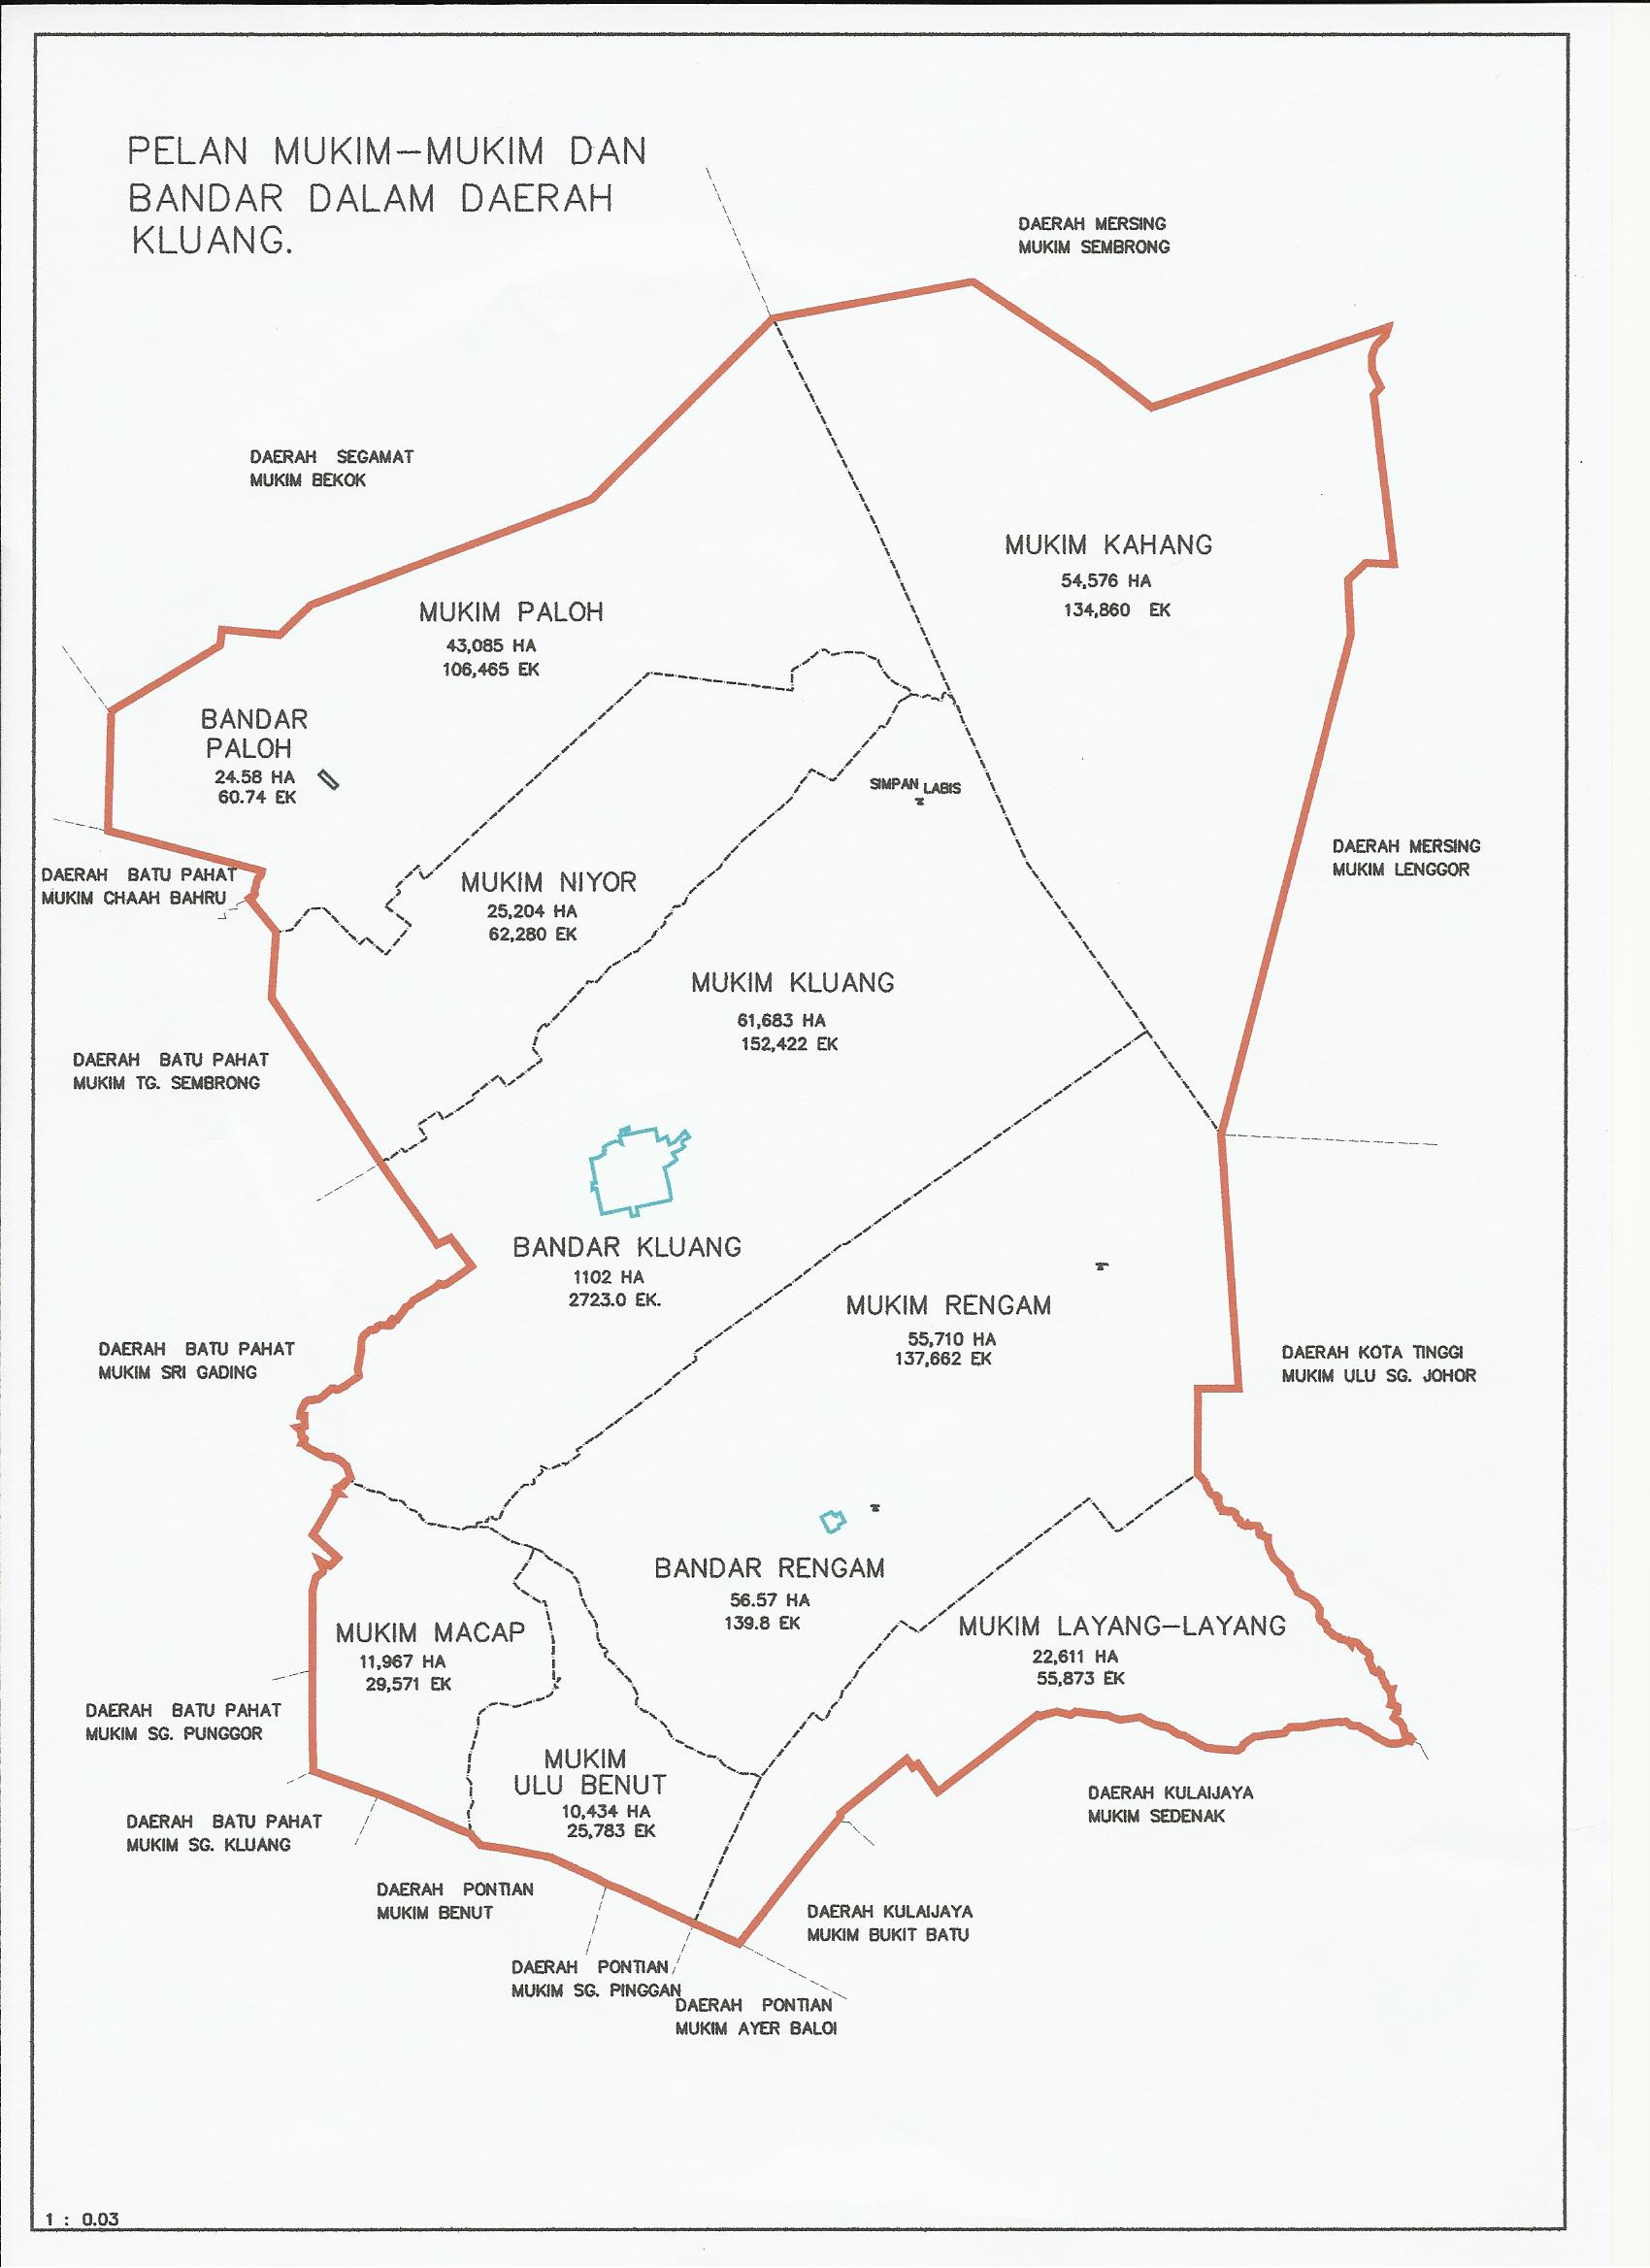 PELAN MUKIM-MUKIM DAN
BANDAR DALAM DAERAH
KLUANG.
DAERAH MERSING
MUKIM SEMBRONG
DAERAH SEGAMAT
MUKIM BEKOK
MUKIM KAHANG
54,576 HA
134,860 EK
MUKIM PALOH
43,085 HA
106,465 EK
BANDAR
PALOH
24.58 HA
60.74 EK
SIMPAN LABIS
DAERAH MERSING
MUKIM LENGGOR
DAERAH BATU PAHAT
MUKIM CHAAH BAHRU
MUKIM NIYOR
25,204 HA
62,280 EK
MUKIM KLUANG
61,683 HA
152,422 EK
DAERAH BATU PAHAT
MUKIM TG. SEMBRONG
BANDAR KLUANG
1102 HA
2723.0 EK.
MUKIM RENGAM
55,710 HA
137,662 EK
DAERAH BATU PAHAT
MUKIM SRI GADING
DAERAH KOTA TINGGI
MUKIM ULU SG. JOHOR
BANDAR RENGAM
56.57 HA
139.8 EK
MUKIM LAYANG-LAYANG
22,611 HA
55,873 EK
MUKIM MACAP
11,967 HA
29,571 EK
DAERAH BATU PAHAT
MUKIM SG. PUNGGOR
MUKIM
ULU BENUT
10,434 HA
25,783 EK
DAERAH KULAIJAYA
MUKIM SEDENAK
DAERAH BATU PAHAT
MUKIM SG. KLUANG
DAERAH PONTIAN
MUKIM BENUT
DAERAH KULAIJAYA
MUKIM BUKIT BATU
DAERAH PONTIAN
MUKIM SG. PINGGAN
DAERAH PONTIAN
MUKIM AYER BALOI
1 : 0.03